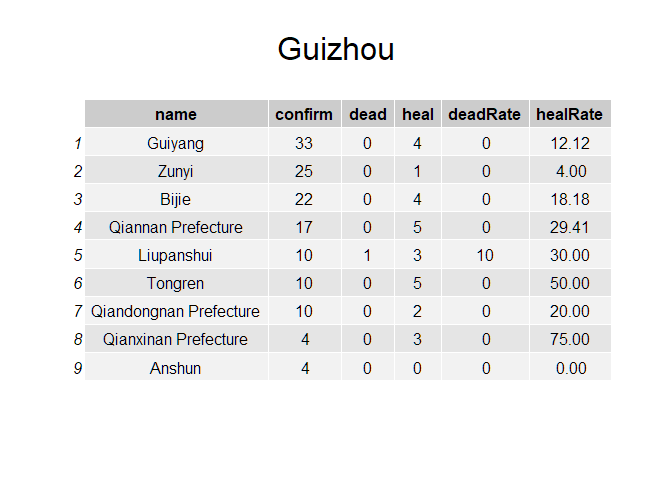 Guizhou
name confirm dead heal deadRate healRate
1 Guiyang 33 0 4 0 12.12
2 Zunyi 25 0 1 0 4.00
3 Bijie 22 0 4 0 18.18
4 Qiannan Prefecture 17 0 5 0 29.41
5 Liupanshui 10 1 3 10 30.00
6 Tongren 10 0 5 0 50.00
7 Qiandongnan Prefecture 10 0 2 0 20.00
8 Qianxinan Prefecture 4 0 3 0 75.00
9 Anshun 4 0 0 0 0.00